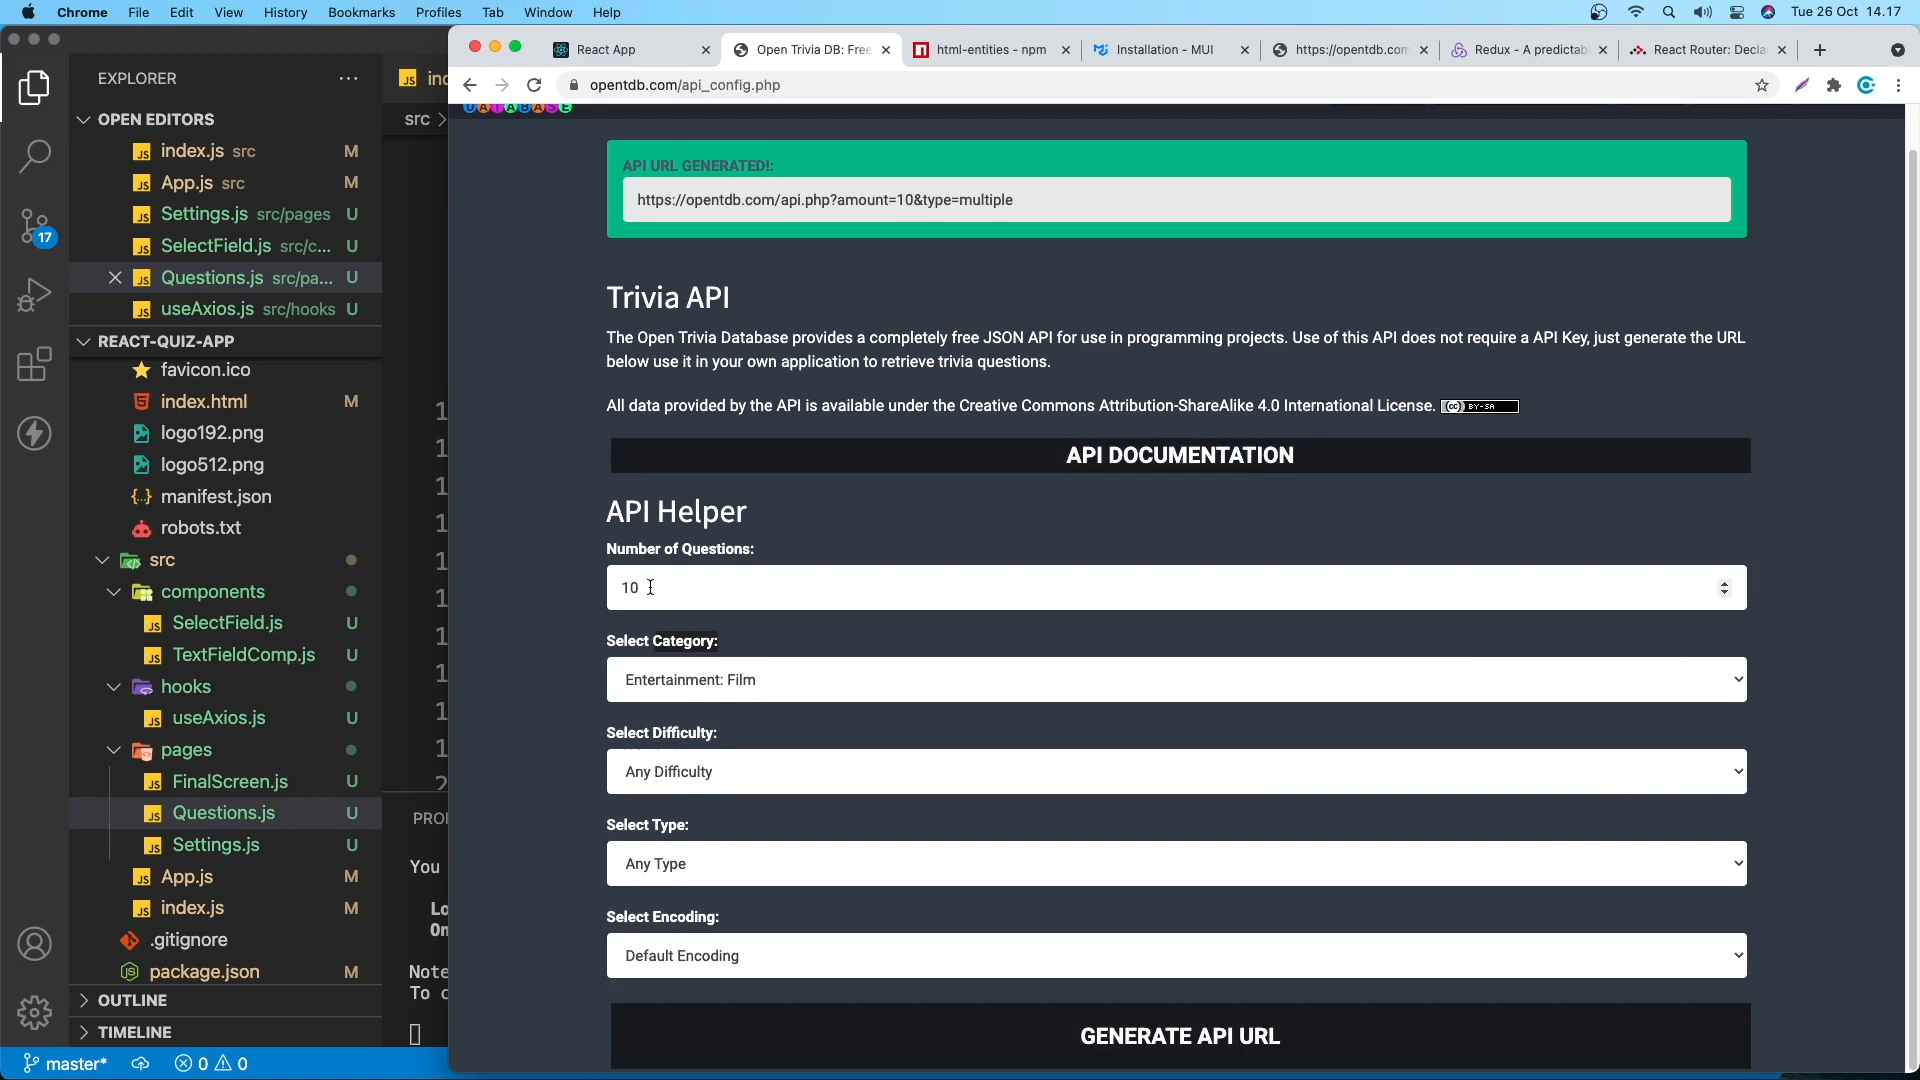 Chrome File Edit View History Bookmarks Profiles Tab Window Help Tue 26 Oct 14.17
React App Open Trivia DB: Free html-entities - npm Installation - MUI https://opentdb.com Redux - A predictab React Router: Decla
opentdb.com/api_config.php
EXPLORER
OPEN EDITORS
index.js src M
App.js src M
Settings.js src/pages U
SelectField.js src/c... U
Questions.js src/pa... U
useAxios.js src/hooks U
REACT-QUIZ-APP
favicon.ico
index.html M
logo192.png
logo512.png
manifest.json
robots.txt
src
components
SelectField.js U
TextFieldComp.js U
hooks
useAxios.js U
pages
FinalScreen.js U
Questions.js U
Settings.js U
App.js M
index.js M
.gitignore
package.json M
OUTLINE
TIMELINE
17
master* 0 0
src
You
Note
To c
DATABASE
API URL GENERATED!:
https://opentdb.com/api.php?amount=10&type=multiple
Trivia API
The Open Trivia Database provides a completely free JSON API for use in programming projects. Use of this API does not require a API Key, just generate the URL
below use it in your own application to retrieve trivia questions.
All data provided by the API is available under the Creative Commons Attribution-ShareAlike 4.0 International License. cc BY-SA
API DOCUMENTATION
API Helper
Number of Questions:
10
Select Category:
Entertainment: Film
Select Difficulty:
Any Difficulty
Select Type:
Any Type
Select Encoding:
Default Encoding
GENERATE API URL